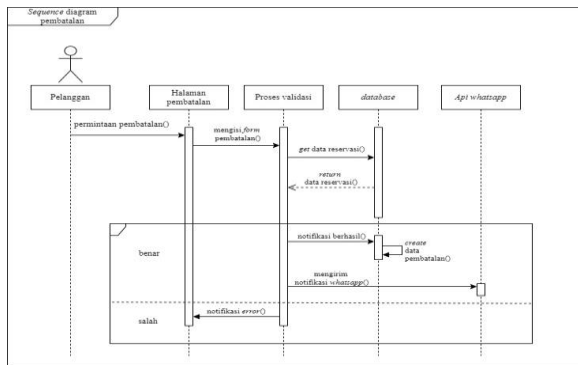 Sequence diagram
pembatalan
Pelanggan
Halaman
pembatalan
Proses validasi
database
Api whatsapp
permintaan pembatalan()
mengisi form
pembatalan()
get data reservasi()
return
data reservasi()
benar
notifikasi berhasil()
create
data
pembatalan()
mengirim
notifikasi whatsapp()
notifikasi error()
salah